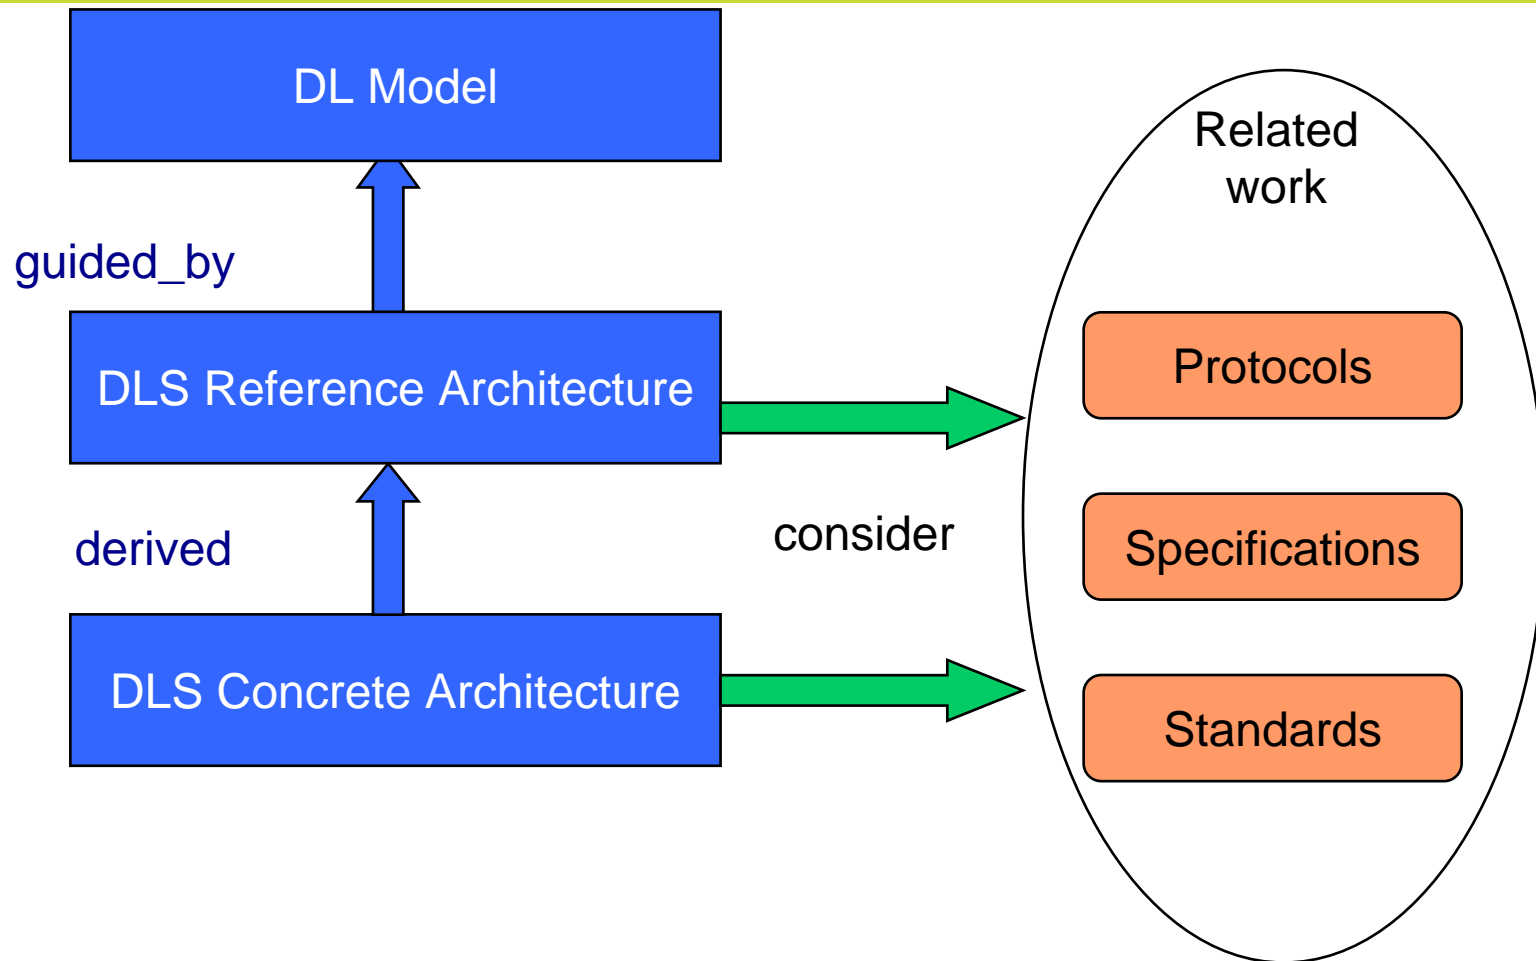 DL Model
guided_by
DLS Reference Architecture
derived
DLS Concrete Architecture
consider
Related
work
Protocols
Specifications
Standards